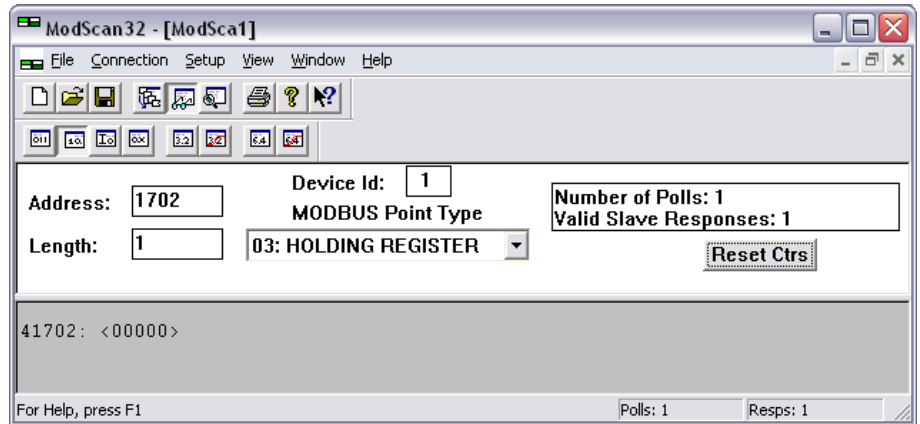 ModScan32 - [ModSca1]
File Connection Setup View Window Help
Address: 1702
Device Id: 1
MODBUS Point Type
Length: 1
03: HOLDING REGISTER
Number of Polls: 1
Valid Slave Responses: 1
Reset Ctrs
41702: <00000>
For Help, press F1
Polls: 1
Resps: 1